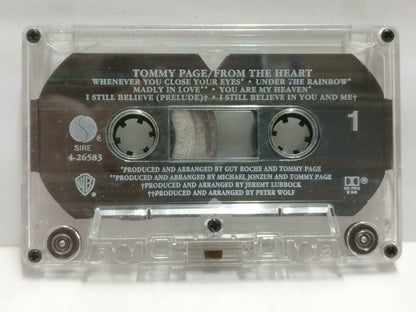 TOMMY PAGE/FROM THE HEART
WHENEVER YOU CLOSE YOUR EYES* · UNDER THE RAINBOW*
MADLY IN LOVE** · YOU ARE MY HEAVEN*
I STILL BELIEVE (PRELUDE)† · I STILL BELIEVE IN YOU AND ME†
SIRE
4-26583
1
*PRODUCED AND ARRANGED BY GUY ROCHE AND TOMMY PAGE
**PRODUCED AND ARRANGED BY MICHAEL JONZUN AND TOMMY PAGE
†PRODUCED AND ARRANGED BY JEREMY LUBBOCK
††PRODUCED AND ARRANGED BY PETER WOLF